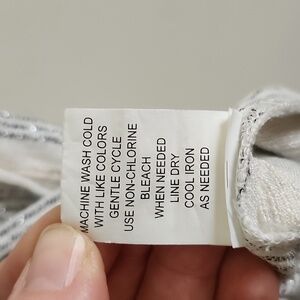 MACHINE WASH COLD
WITH LIKE COLORS
GENTLE CYCLE
USE NON-CHLORINE
BLEACH
WHEN NEEDED
LINE DRY
COOL IRON
AS NEEDED